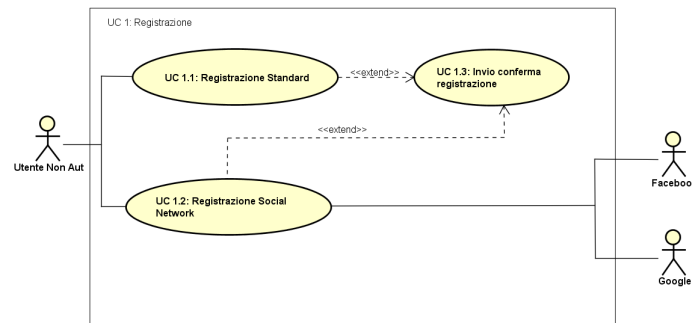 UC 1: Registrazione
UC 1.1: Registrazione Standard
<<extend>>
UC 1.3: Invio conferma
registrazione
<<extend>>
Utente Non Aut
UC 1.2: Registrazione Social
Network
Faceboo
Google